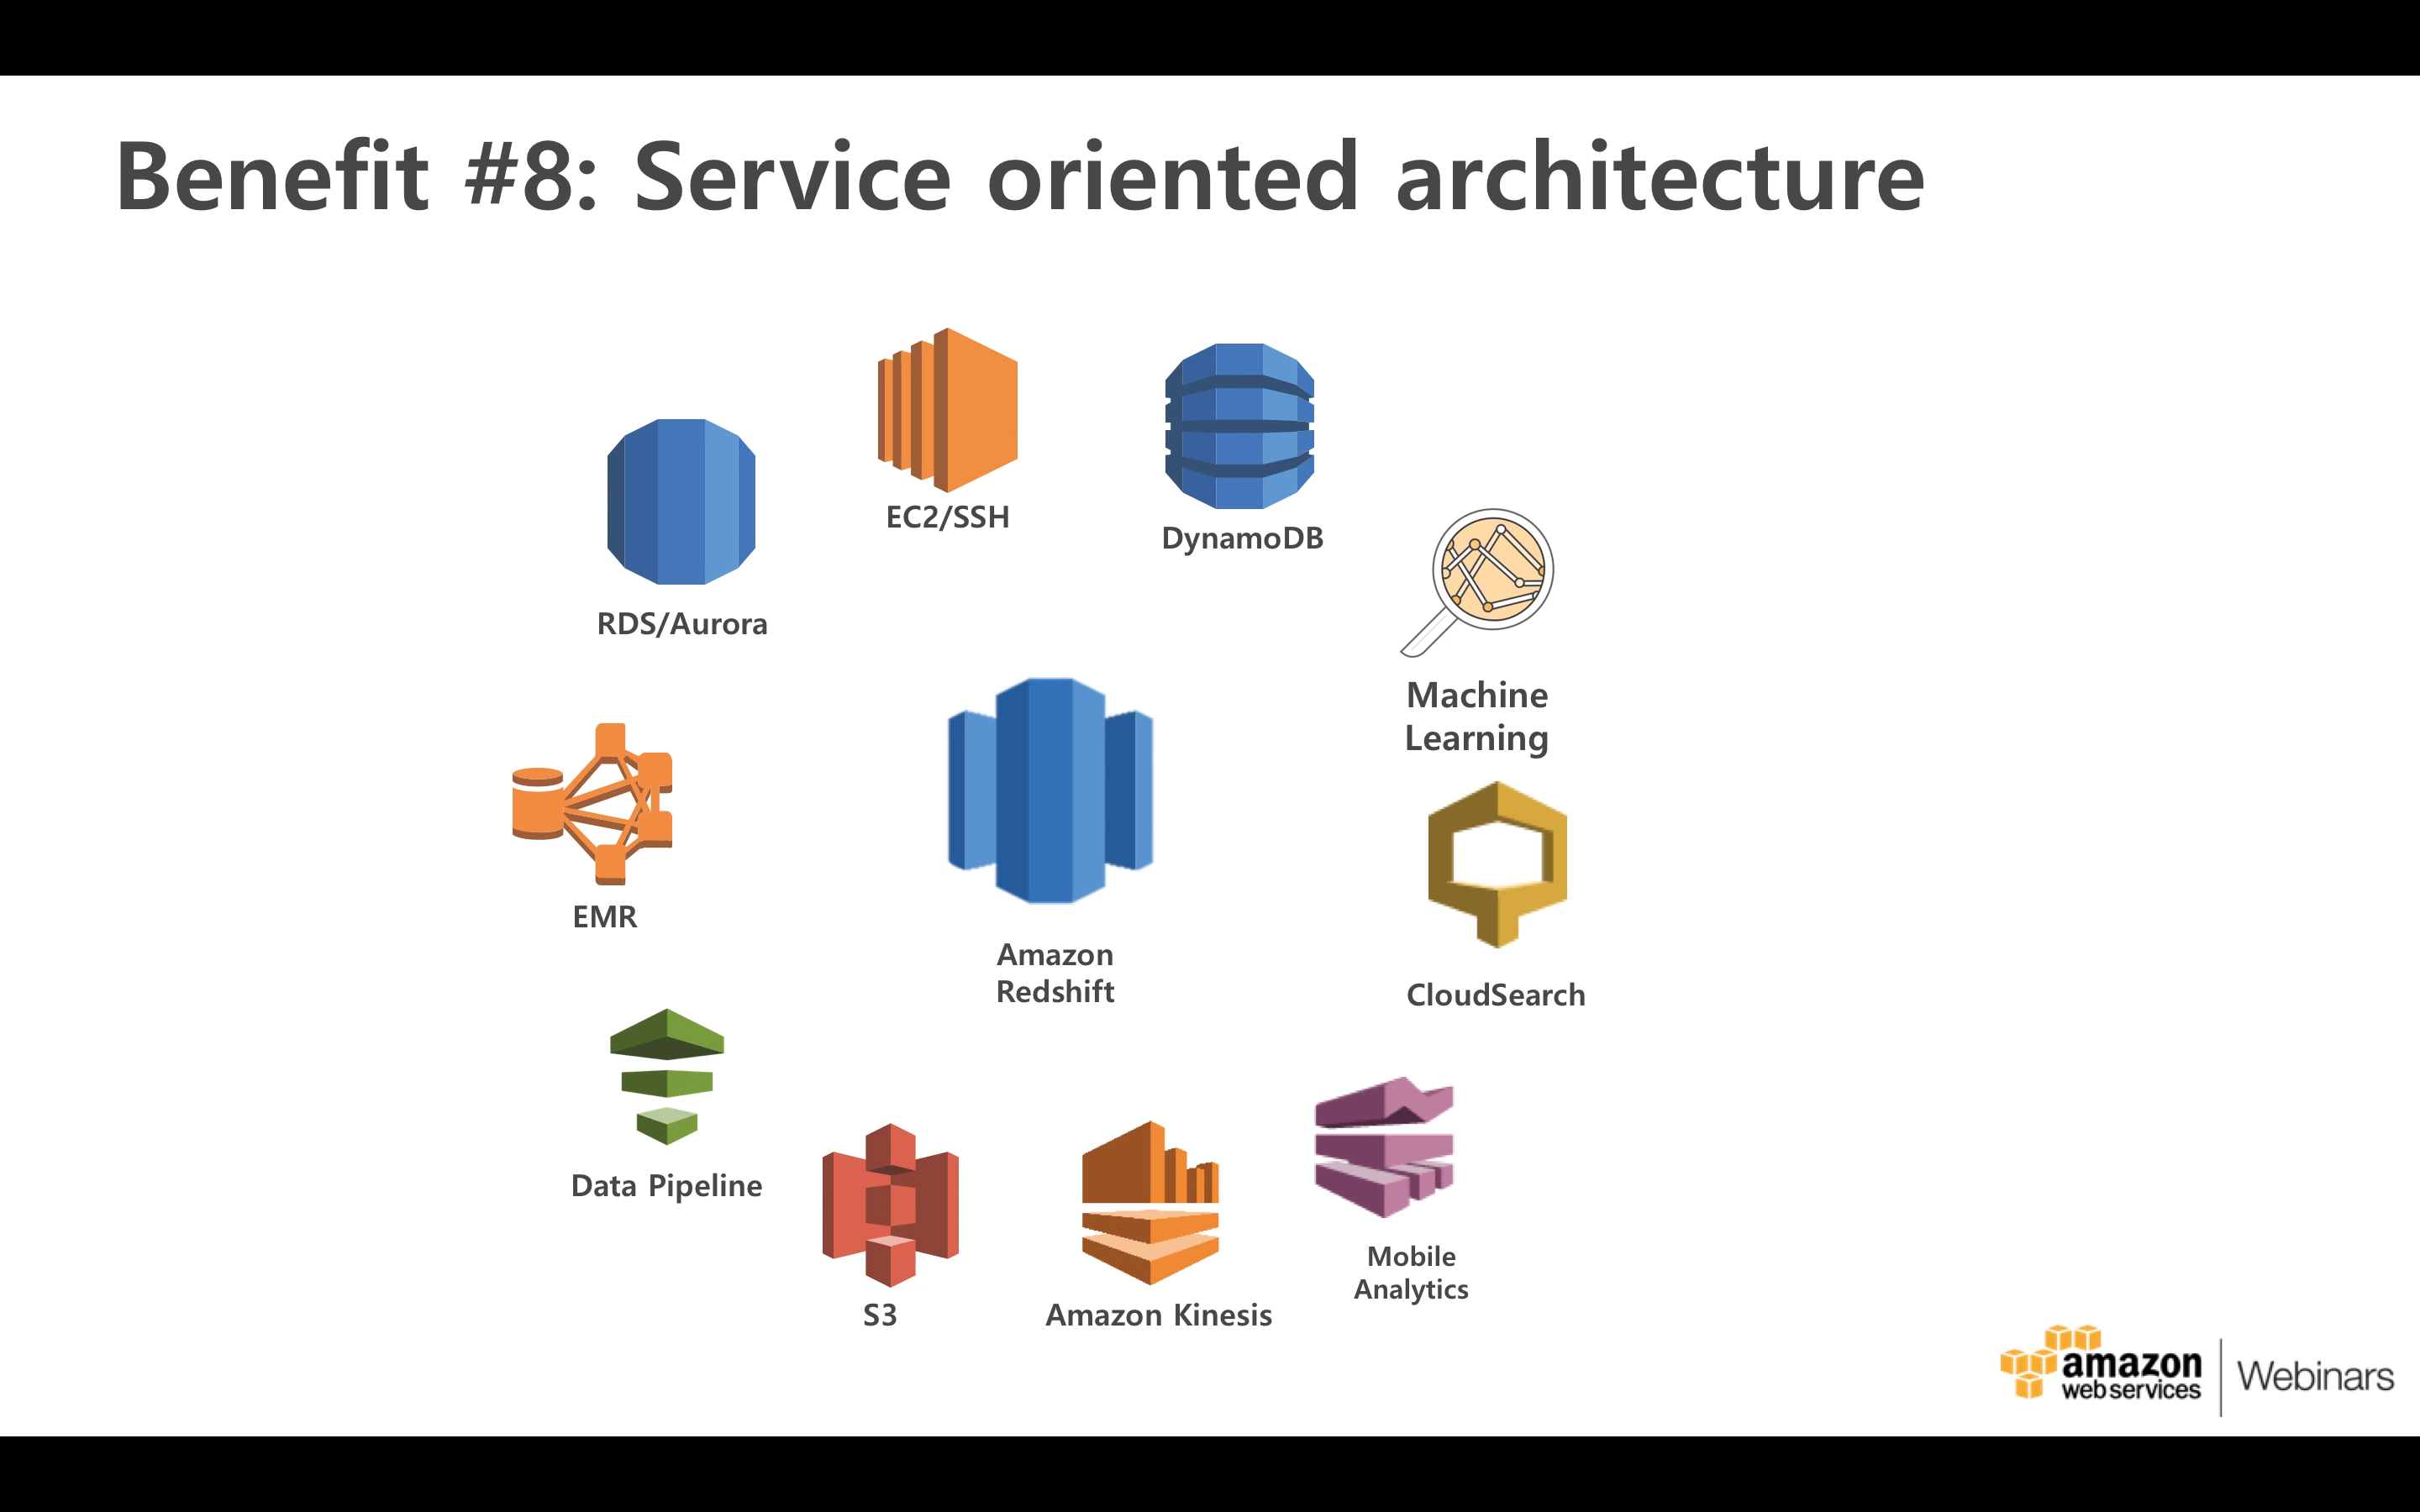 Benefit #8: Service oriented architecture
EC2/SSH
DynamoDB
RDS/Aurora
Machine
Learning
EMR
Amazon
Redshift
CloudSearch
Data Pipeline
S3
Amazon Kinesis
Mobile
Analytics
amazon
web services
Webinars